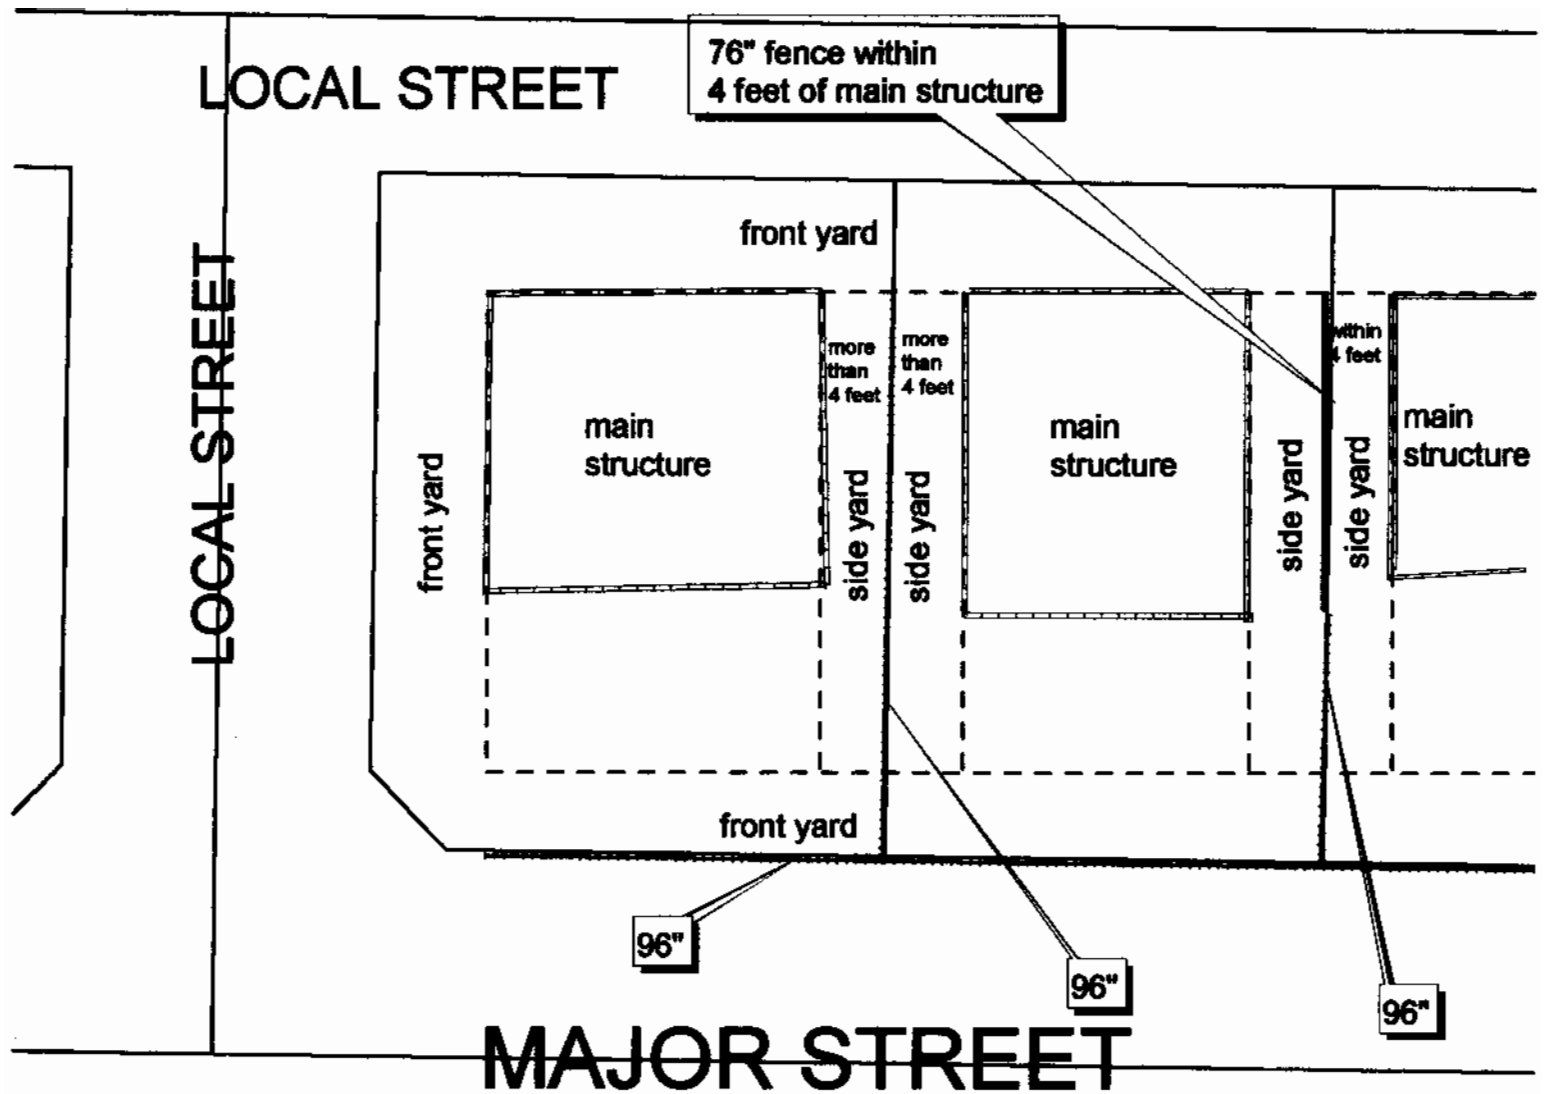 LOCAL STREET
76" fence within
4 feet of main structure
LOCAL STREET
front yard
more
than
4 feet
more
than
4 feet
within
4 feet
main
structure
main
structure
main
structure
front yard
side yard
side yard
side yard
side yard
front yard
96"
96"
96"
MAJOR STREET